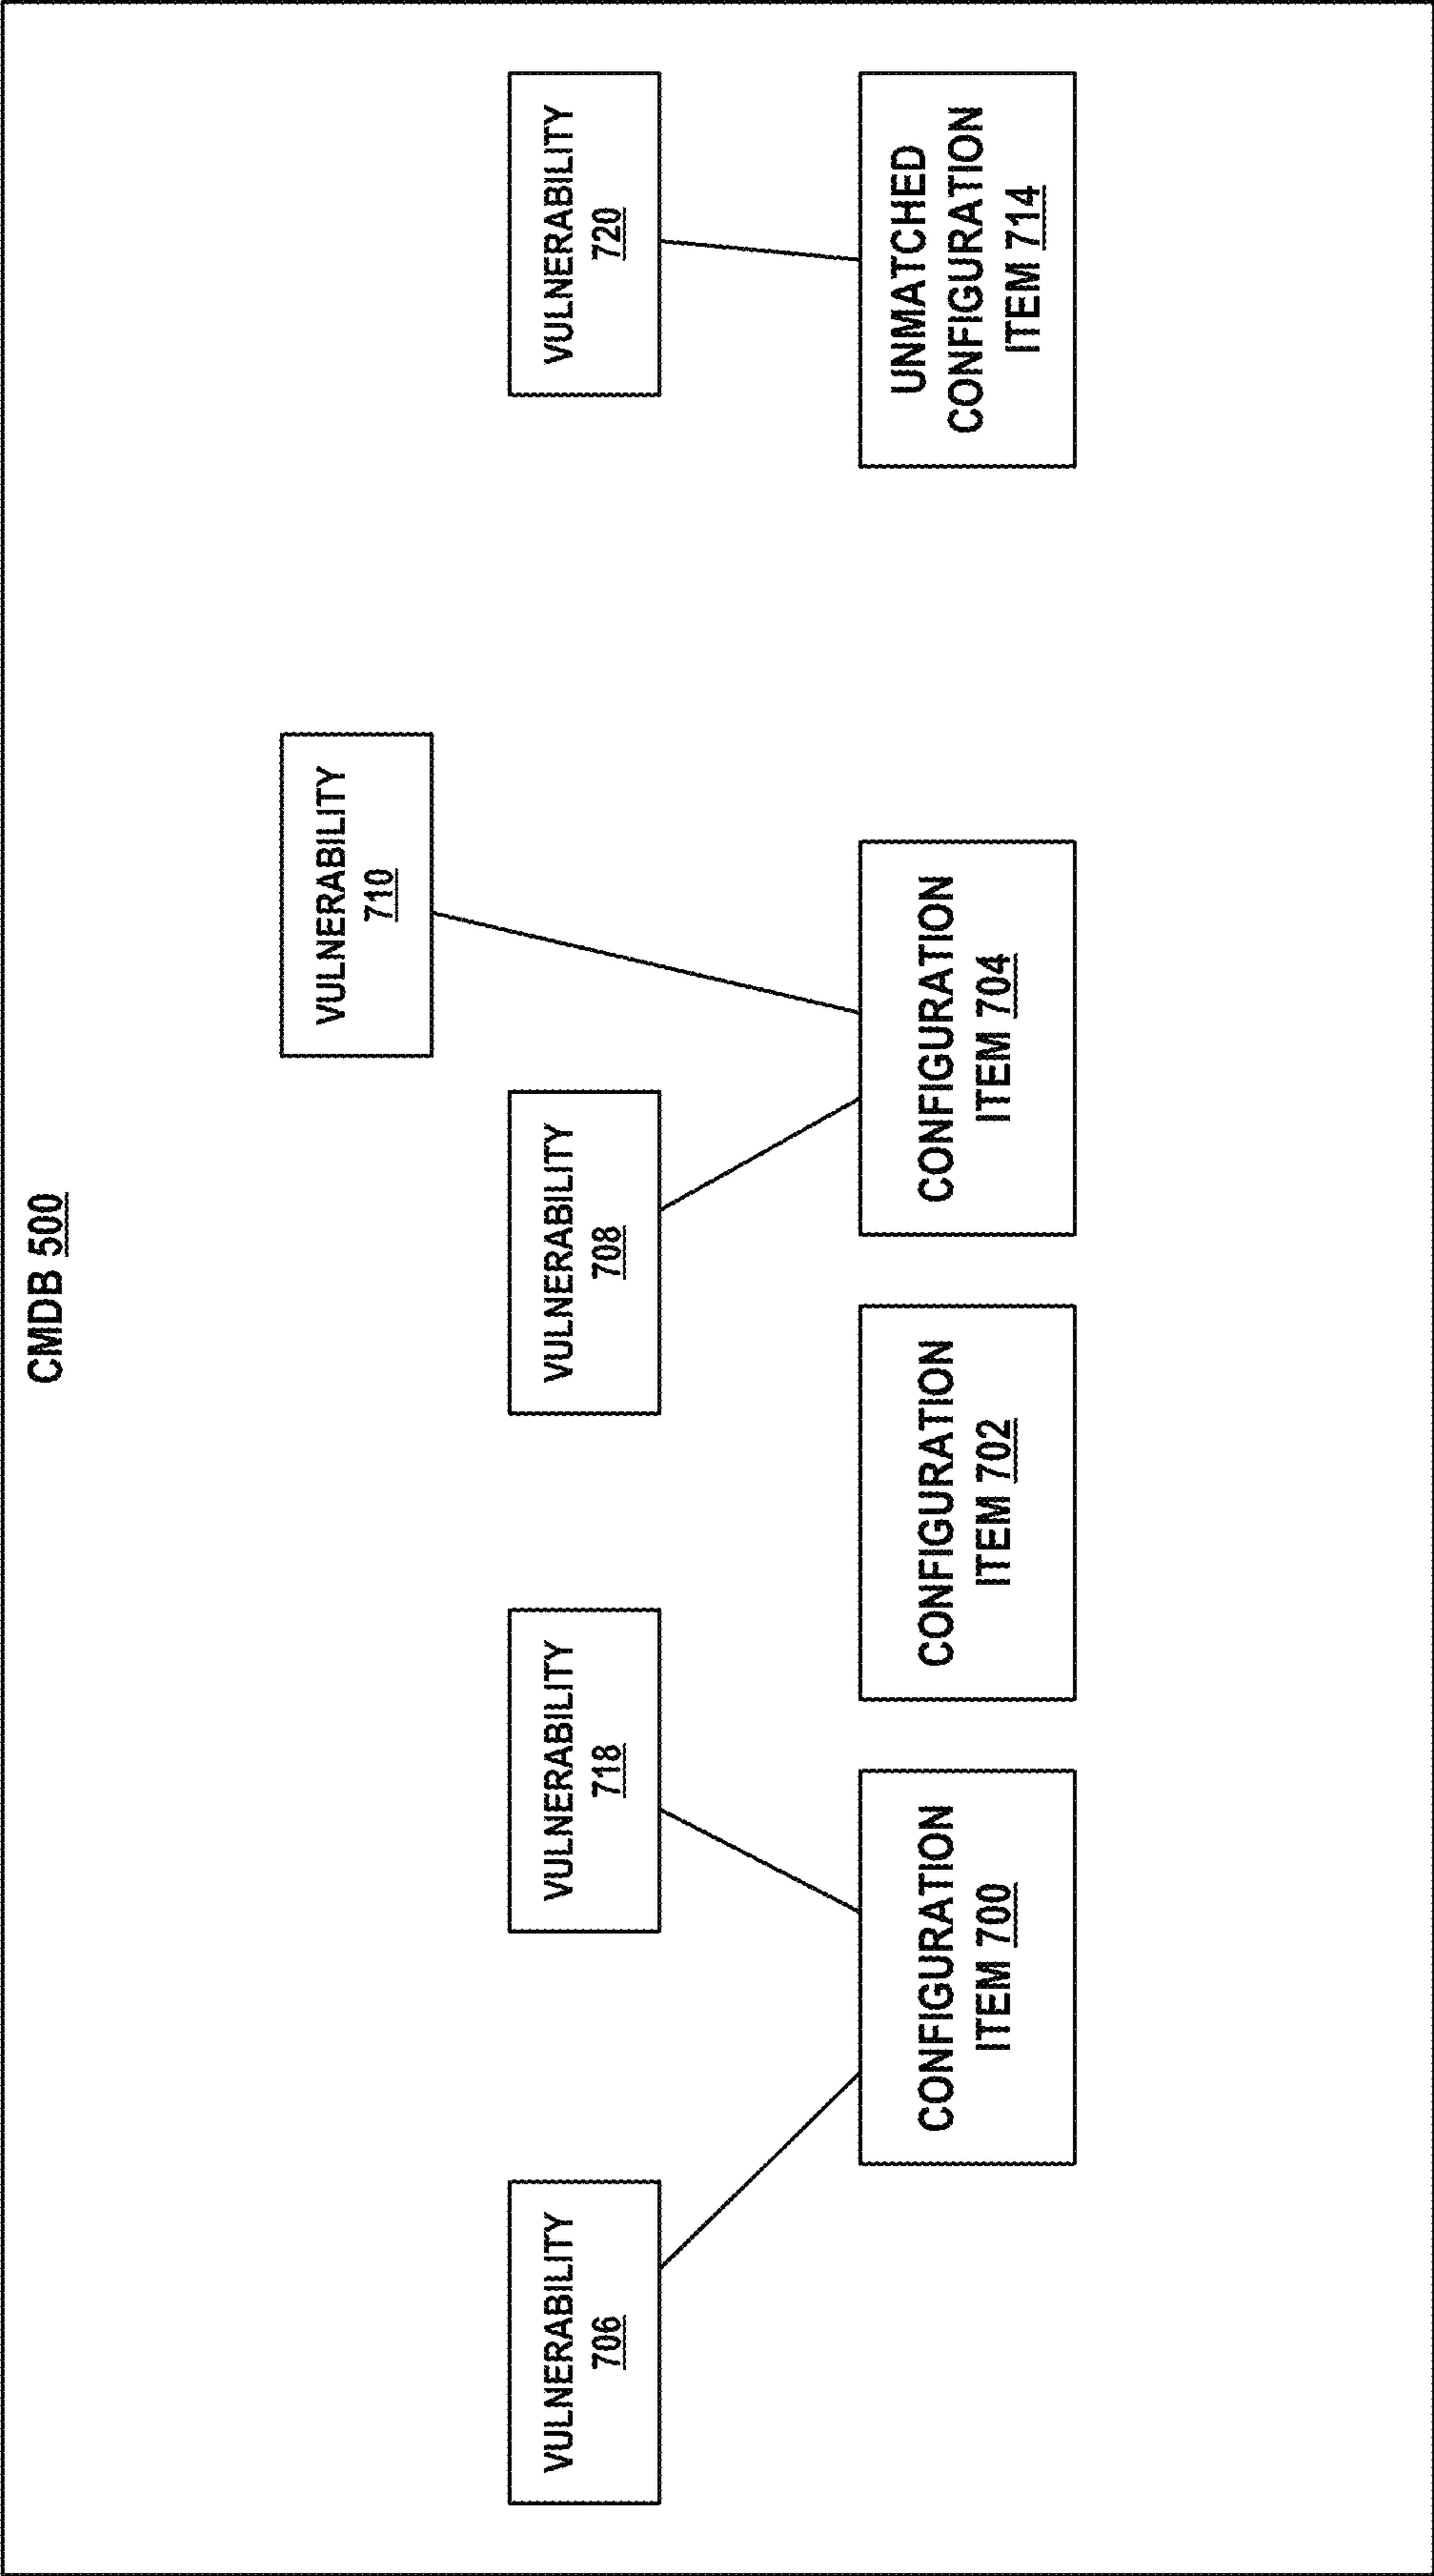 CMDB 500
VULNERABILITY
710
VULNERABILITY
706
VULNERABILITY
718
VULNERABILITY
708
VULNERABILITY
720
CONFIGURATION
ITEM 700
CONFIGURATION
ITEM 702
CONFIGURATION
ITEM 704
UNMATCHED
CONFIGURATION
ITEM 714